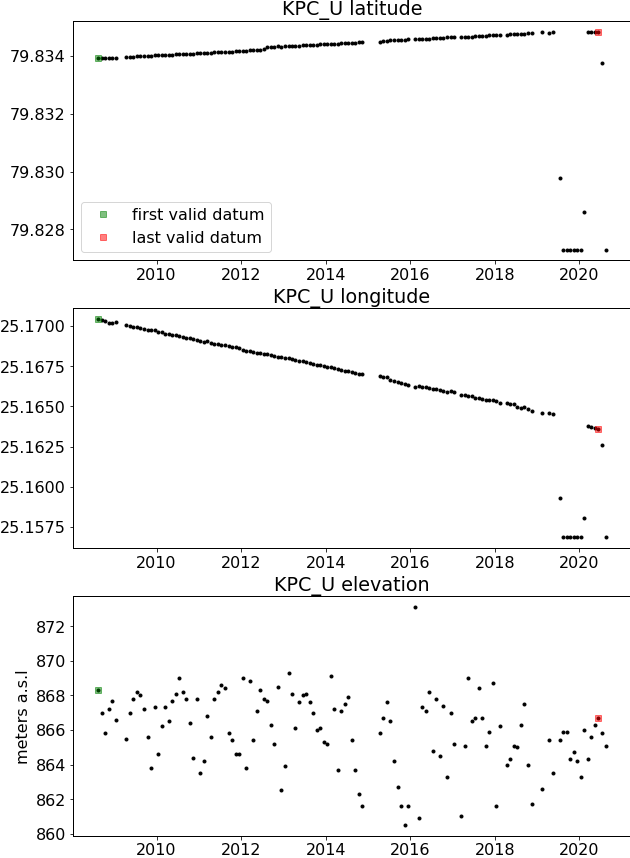 KPC_U latitude
79.834
79.832
79.830
79.828
first valid datum
last valid datum
2010 2012 2014 2016 2018 2020
KPC_U longitude
25.1700
25.1675
25.1650
25.1625
25.1600
25.1575
2010 2012 2014 2016 2018 2020
KPC_U elevation
meters a.s.l
872
870
868
866
864
862
860
2010 2012 2014 2016 2018 2020